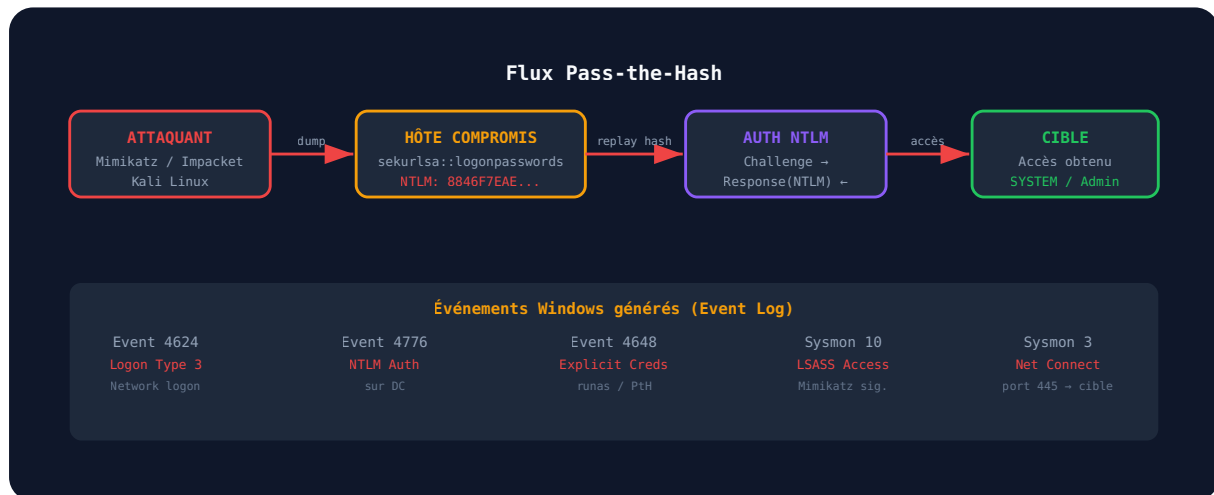 Flux Pass-the-Hash
ATTAQUANT
Mimikatz / Impacket
Kali Linux
dump
HÔTE COMPROMIS
sekurlsa::logonpasswords
NTLM: 8846F7EAE...
replay hash
AUTH NTLM
Challenge →
Response(NTLM) ←
accès
CIBLE
Accès obtenu
SYSTEM / Admin
Événements Windows générés (Event Log)
Event 4624
Logon Type 3
Network logon
Event 4776
NTLM Auth
sur DC
Event 4648
Explicit Creds
runas / PtH
Sysmon 10
LSASS Access
Mimikatz sig.
Sysmon 3
Net Connect
port 445 → cible